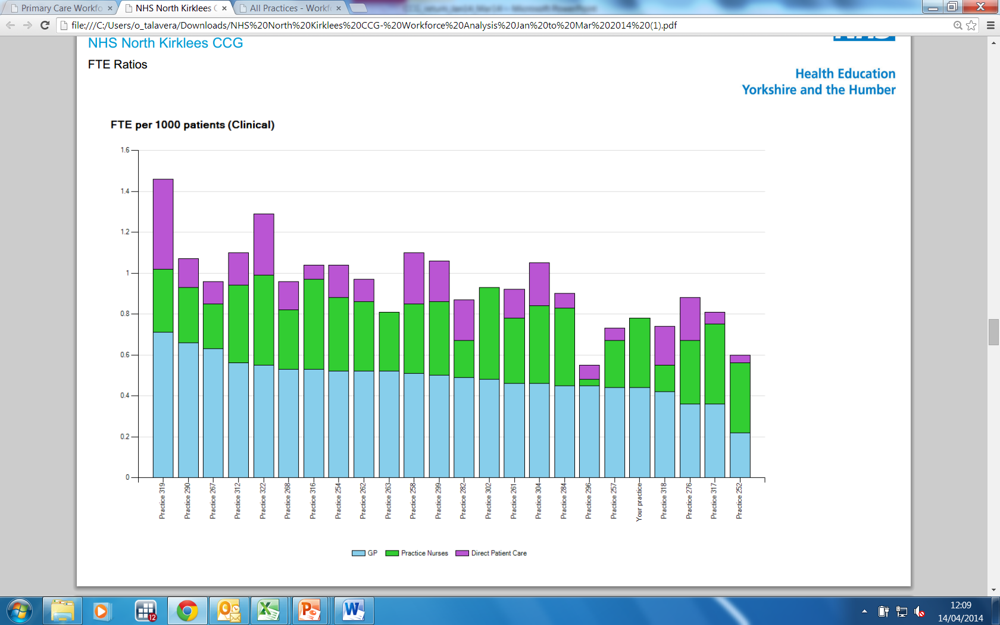 Primary Care Workfo
NHS North Kirklees C
All Practices - Workf
file:///C:/Users/o_talavera/Downloads/NHS%20North%20Kirklees%20CCG-%20Workforce%20Analysis%20Jan%20to%20Mar%202014%20(1).pdf
NHS North Kirklees CCG
FTE Ratios
NHS
Health Education
Yorkshire and the Humber
FTE per 1000 patients (Clinical)
1.6
1.4
1.2
1
0.8
0.6
0.4
0.2
0
Practice 319
Practice 290
Practice 267
Practice 312
Practice 322
Practice 268
Practice 316
Practice 254
Practice 262
Practice 263
Practice 258
Practice 299
Practice 282
Practice 302
Practice 261
Practice 304
Practice 284
Practice 296
Practice 257
Your practice
Practice 318
Practice 276
Practice 317
Practice 252
GP
Practice Nurses
Direct Patient Care
12
12:09
14/04/2014